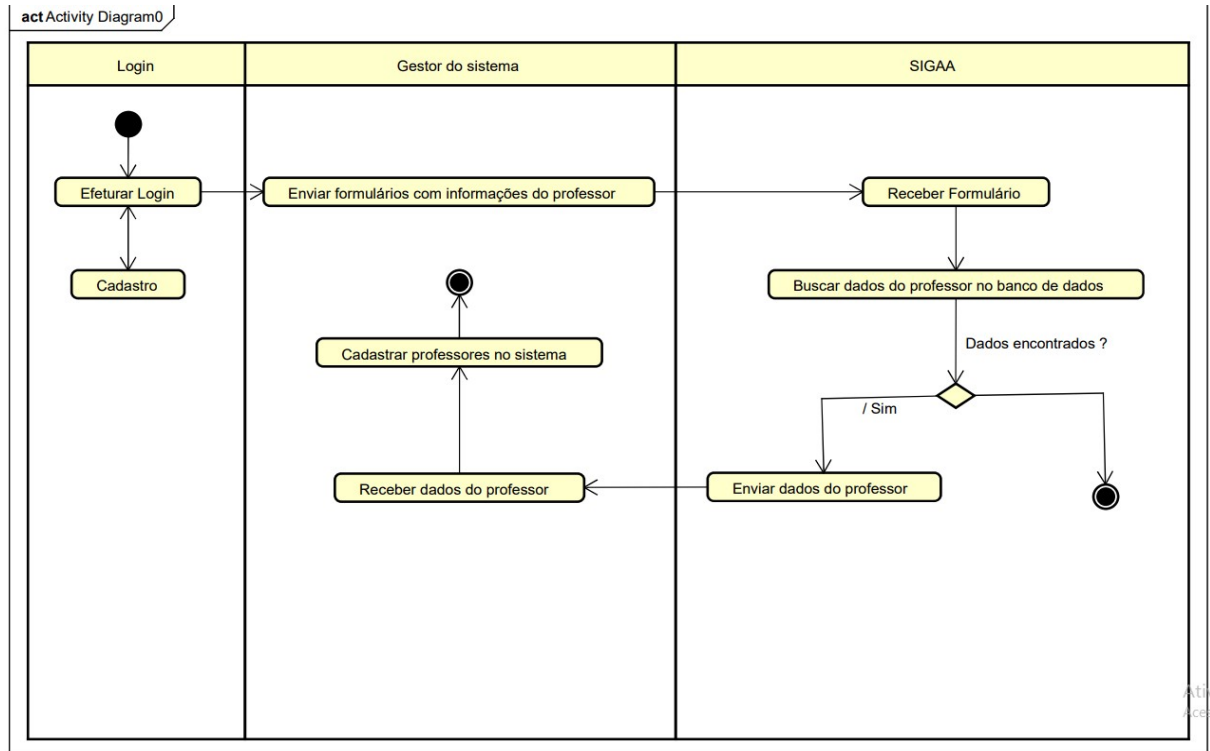 act Activity Diagram0
Login
Gestor do sistema
SIGAA
Efeturar Login
Enviar formulários com informações do professor
Receber Formulário
Cadastro
Buscar dados do professor no banco de dados
Dados encontrados ?
Cadastrar professores no sistema
/ Sim
Receber dados do professor
Enviar dados do professor